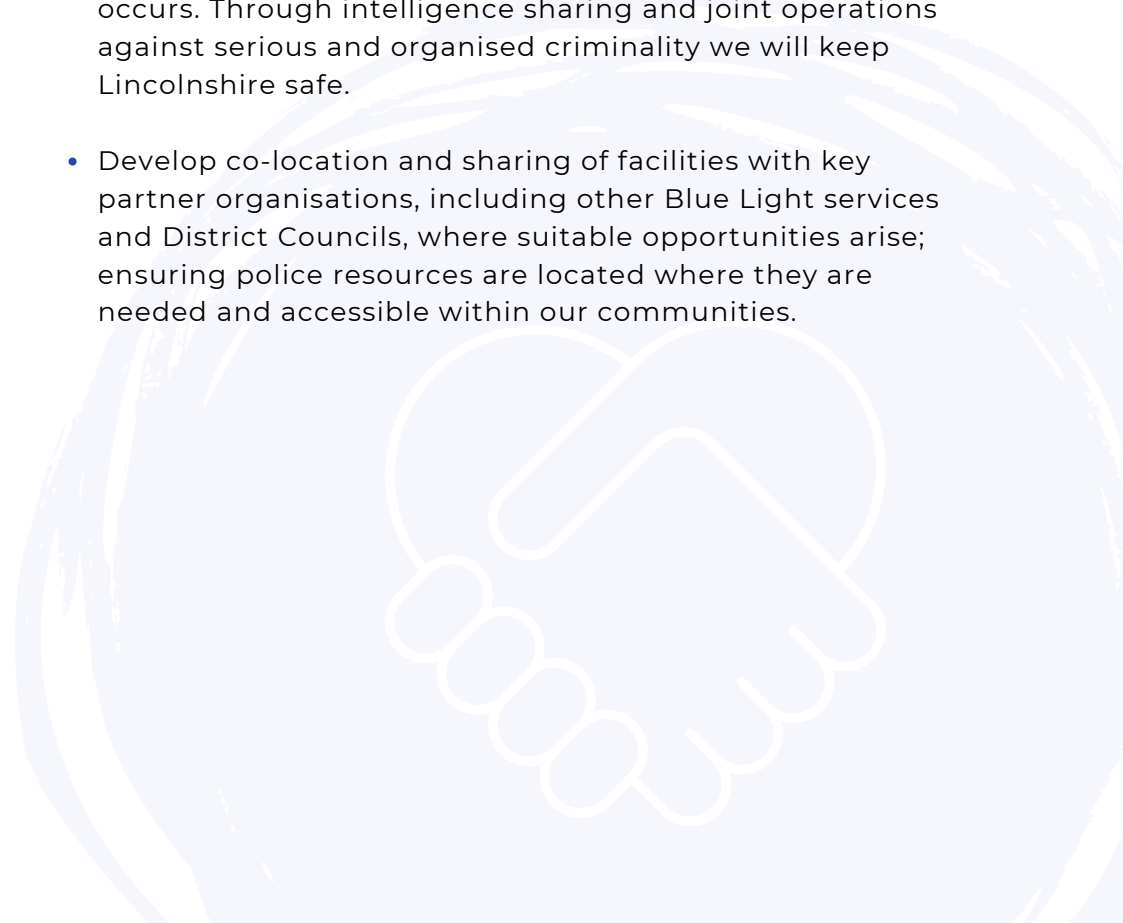 occurs. Through intelligence sharing and joint operations
against serious and organised criminality we will keep
Lincolnshire safe.
• Develop co-location and sharing of facilities with key
partner organisations, including other Blue Light services
and District Councils, where suitable opportunities arise;
ensuring police resources are located where they are
needed and accessible within our communities.